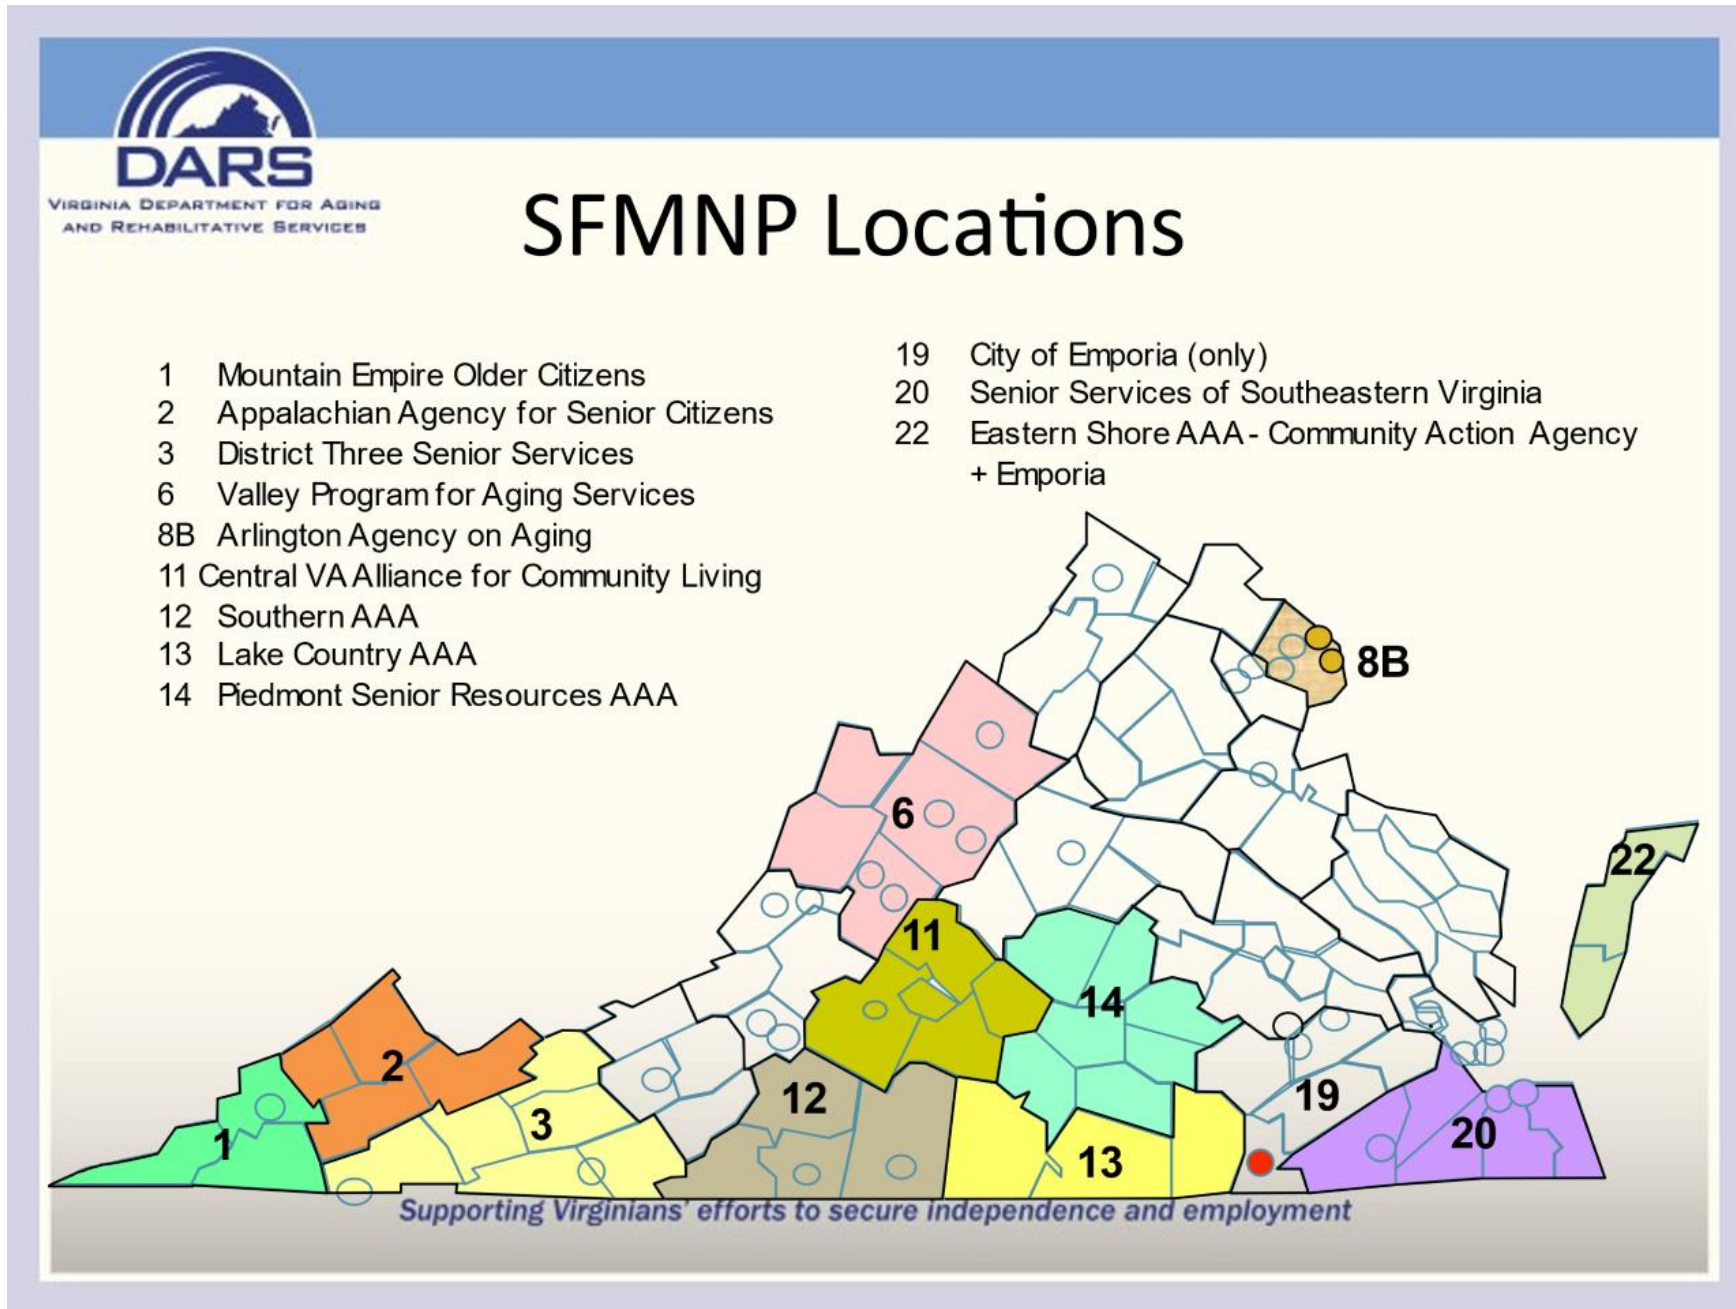 DARS
VIRGINIA DEPARTMENT FOR AGING
AND REHABILITATIVE SERVICES
SFMNP Locations
1 Mountain Empire Older Citizens
2 Appalachian Agency for Senior Citizens
3 District Three Senior Services
6 Valley Program for Aging Services
8B Arlington Agency on Aging
11 Central VA Alliance for Community Living
12 Southern AAA
13 Lake Country AAA
14 Piedmont Senior Resources AAA
19 City of Emporia (only)
20 Senior Services of Southeastern Virginia
22 Eastern Shore AAA - Community Action Agency
+ Emporia
8B
6
22
11
14
2
12
19
3
20
1
13
Supporting Virginians' efforts to secure independence and employment